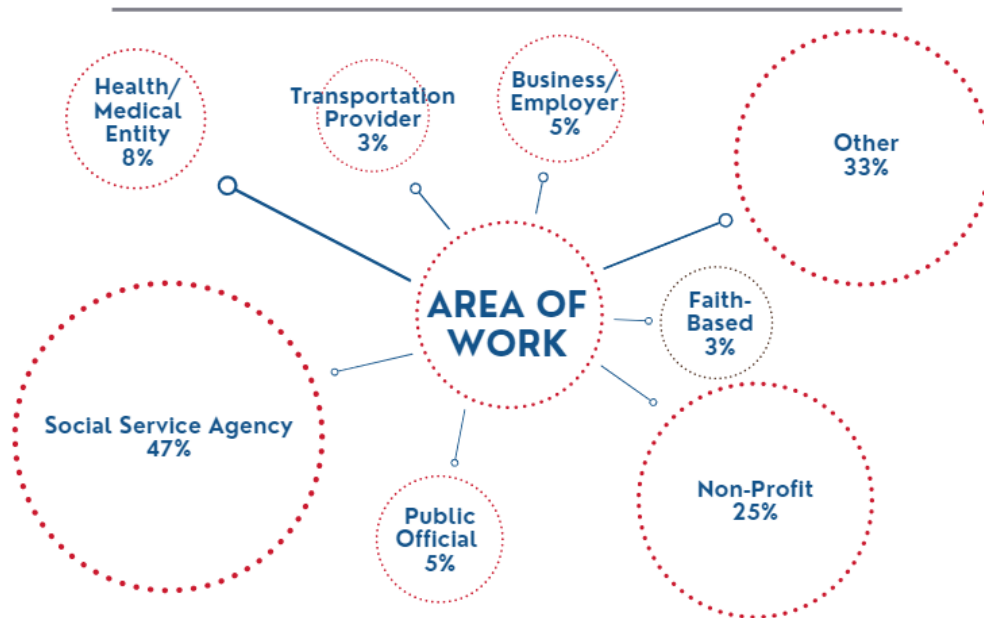 Health/
Medical
Entity
8%
Transportation
Provider
3%
Business/
Employer
5%
Other
33%
AREA OF
WORK
Faith-
Based
3%
Social Service Agency
47%
Non-Profit
25%
Public
Official
5%